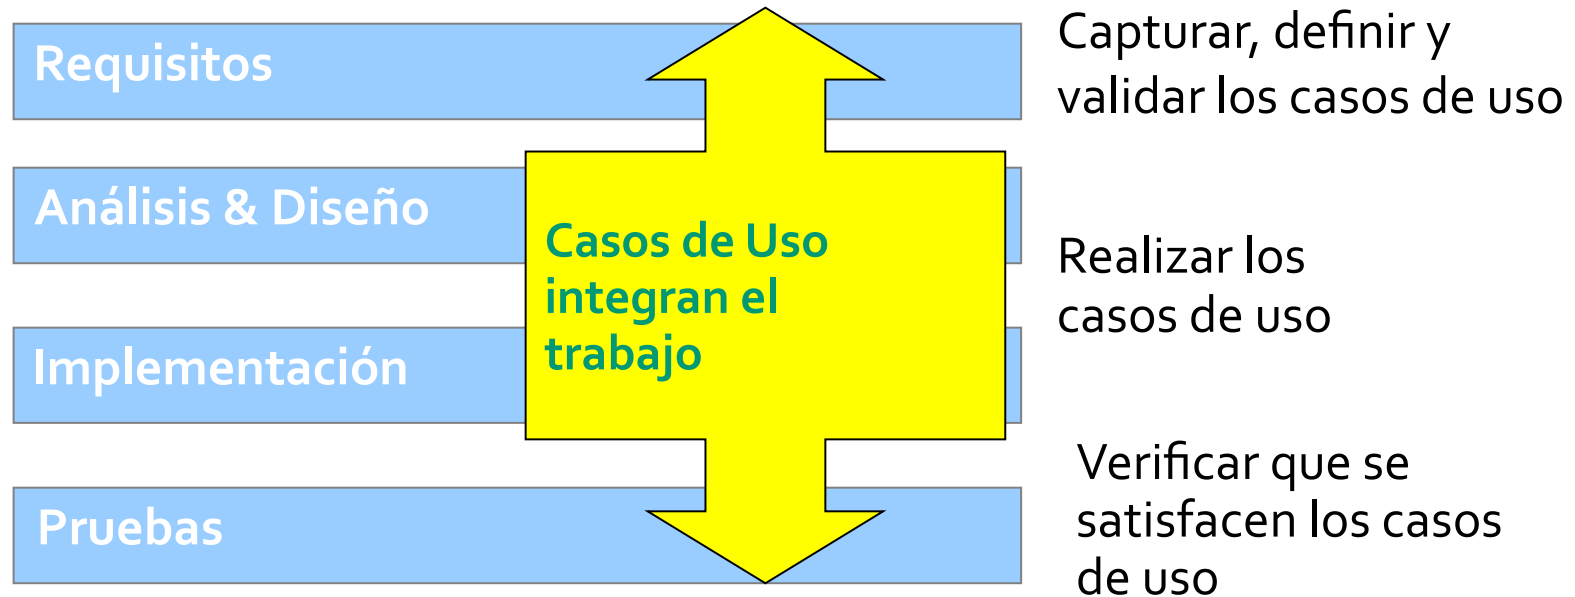 Requisitos
Capturar, definir y
validar los casos de uso
Análisis & Diseño
Casos de Uso
integran el
trabajo
Realizar los
casos de uso
Implementación
Pruebas
Verificar que se
satisfacen los casos
de uso